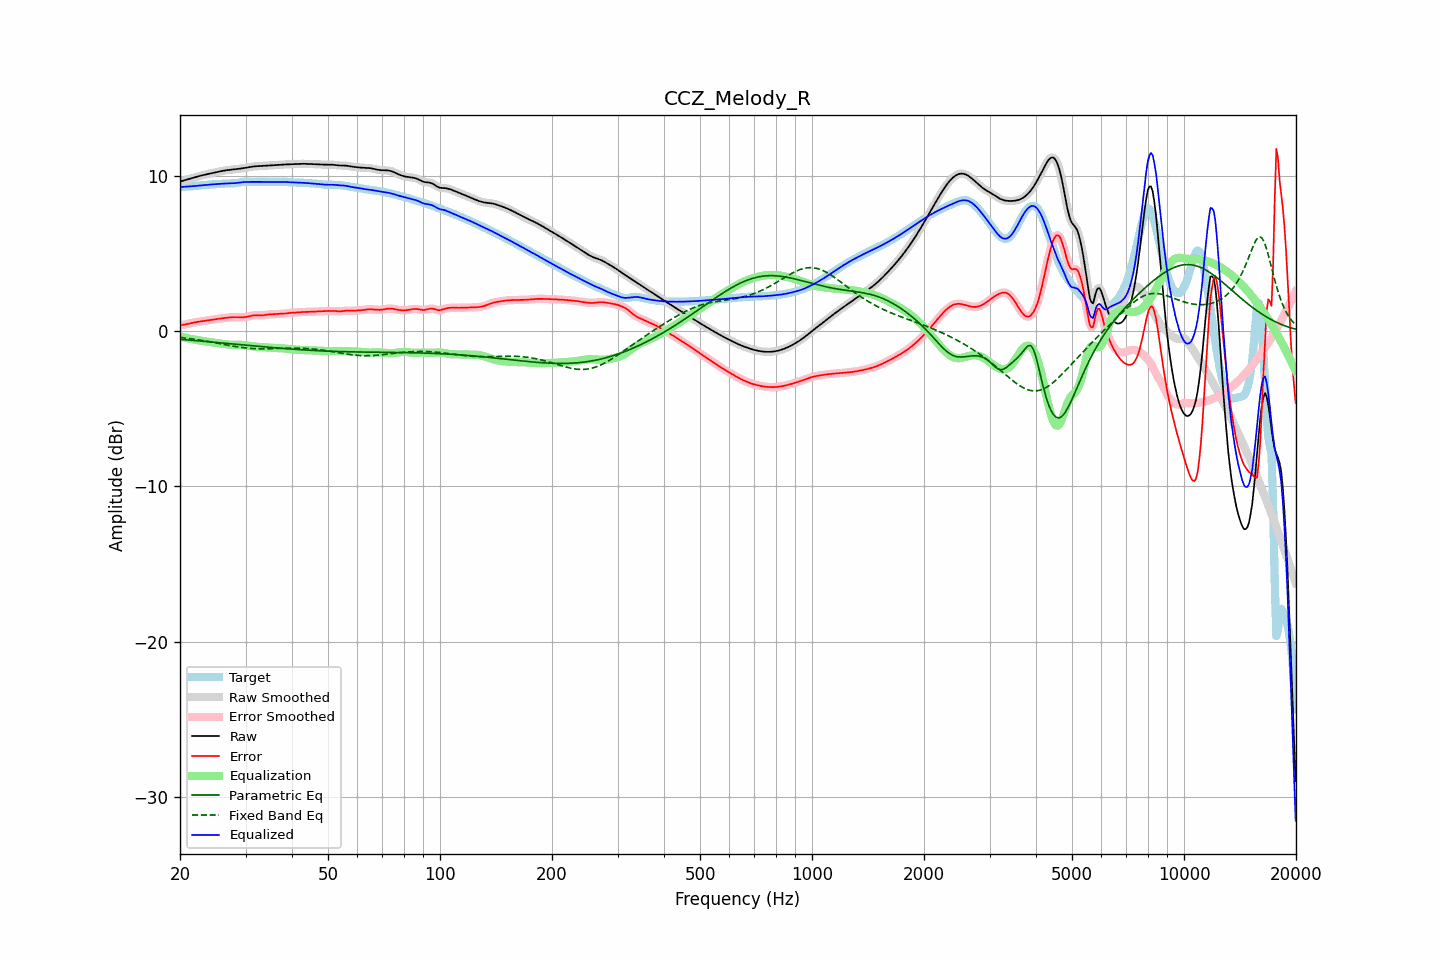 CCZ_Melody_R
Amplitude (dBr)
10
0
−10
−20
−30
Target
Raw Smoothed
Error Smoothed
Raw
Error
Equalization
Parametric Eq
Fixed Band Eq
Equalized
20 50 100 200 500 1000 2000 5000 10000 20000
Frequency (Hz)